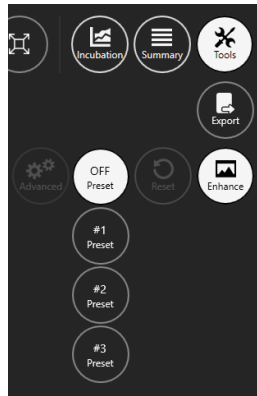 Incubation
Summary
Tools
Export
Advanced
OFF
Preset
Reset
Enhance
#1
Preset
#2
Preset
#3
Preset